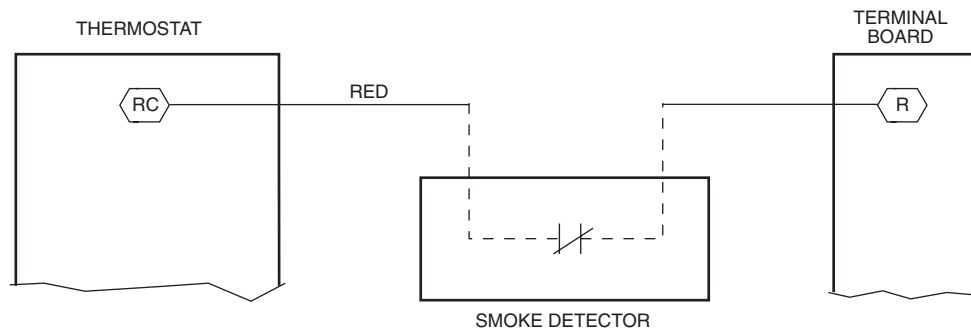 THERMOSTAT
TERMINAL
BOARD
RC
RED
R
SMOKE DETECTOR